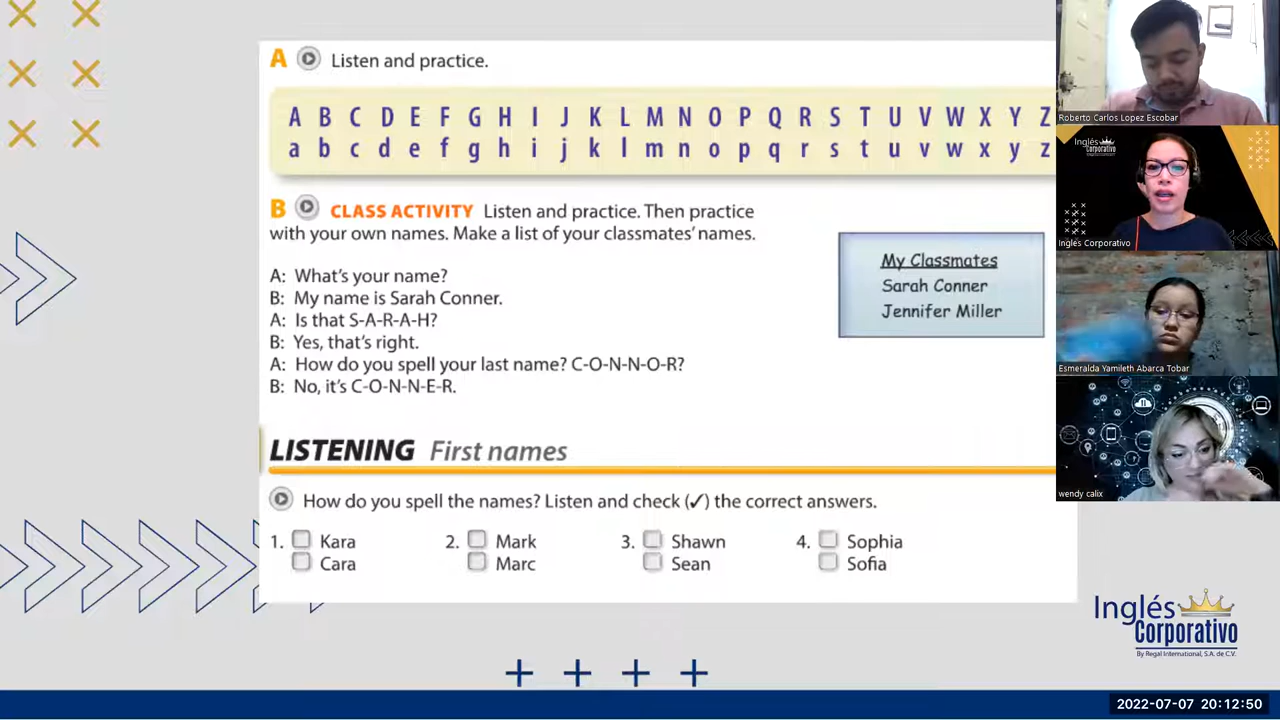 A Listen and practice.
A B C D E F G H I J K L M N O P Q R S T U V W X Y Z
a b c d e f g h i j k l m n o p q r s t u v w x y z
B CLASS ACTIVITY Listen and practice. Then practice
with your own names. Make a list of your classmates’ names.
A: What’s your name?
B: My name is Sarah Conner.
A: Is that S-A-R-A-H?
B: Yes, that’s right.
A: How do you spell your last name? C-O-N-N-O-R?
B: No, it’s C-O-N-N-E-R.
My Classmates
Sarah Conner
Jennifer Miller
LISTENING First names
How do you spell the names? Listen and check (✓) the correct answers.
1. Kara
Cara
2. Mark
Marc
3. Shawn
Sean
4. Sophia
Sofia
Roberto Carlos Lopez Escobar
Inglés
Corporativo
Inglés Corporativo
Esmeralda Yamileth Abarca Tobar
wendy calix
Inglés
Corporativo
By Regal International, S.A. de C.V.
2022-07-07 20:12:50